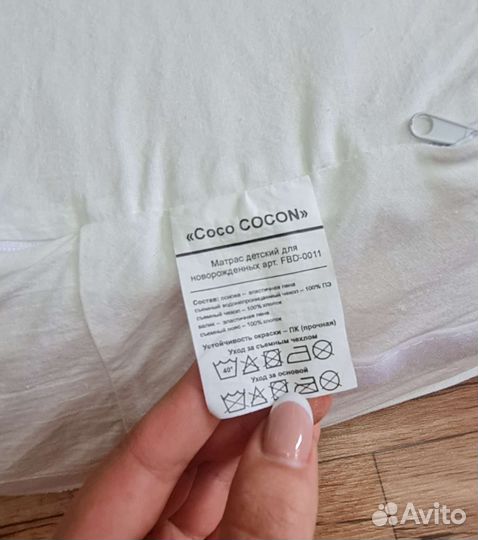 «Coco COCON»
Матрас детский для
новорожденных арт. FBD-0011
Состав: основа – эластичная пена
съемный водонепроницаемый чехол – 100% ПЭ
съемный чехол – 100% хлопок
валик – эластичная пена
съемный пояс – 100% хлопок
Устойчивость окраски – ПК (прочная)
Уход за съемным чехлом
40°
Уход за основой
Avito